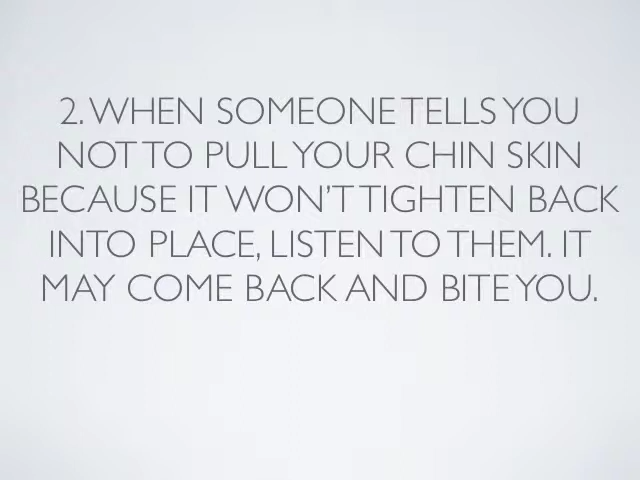 2. WHEN SOMEONE TELLS YOU
NOT TO PULL YOUR CHIN SKIN
BECAUSE IT WON'T TIGHTEN BACK
INTO PLACE, LISTEN TO THEM. IT
MAY COME BACK AND BITE YOU.